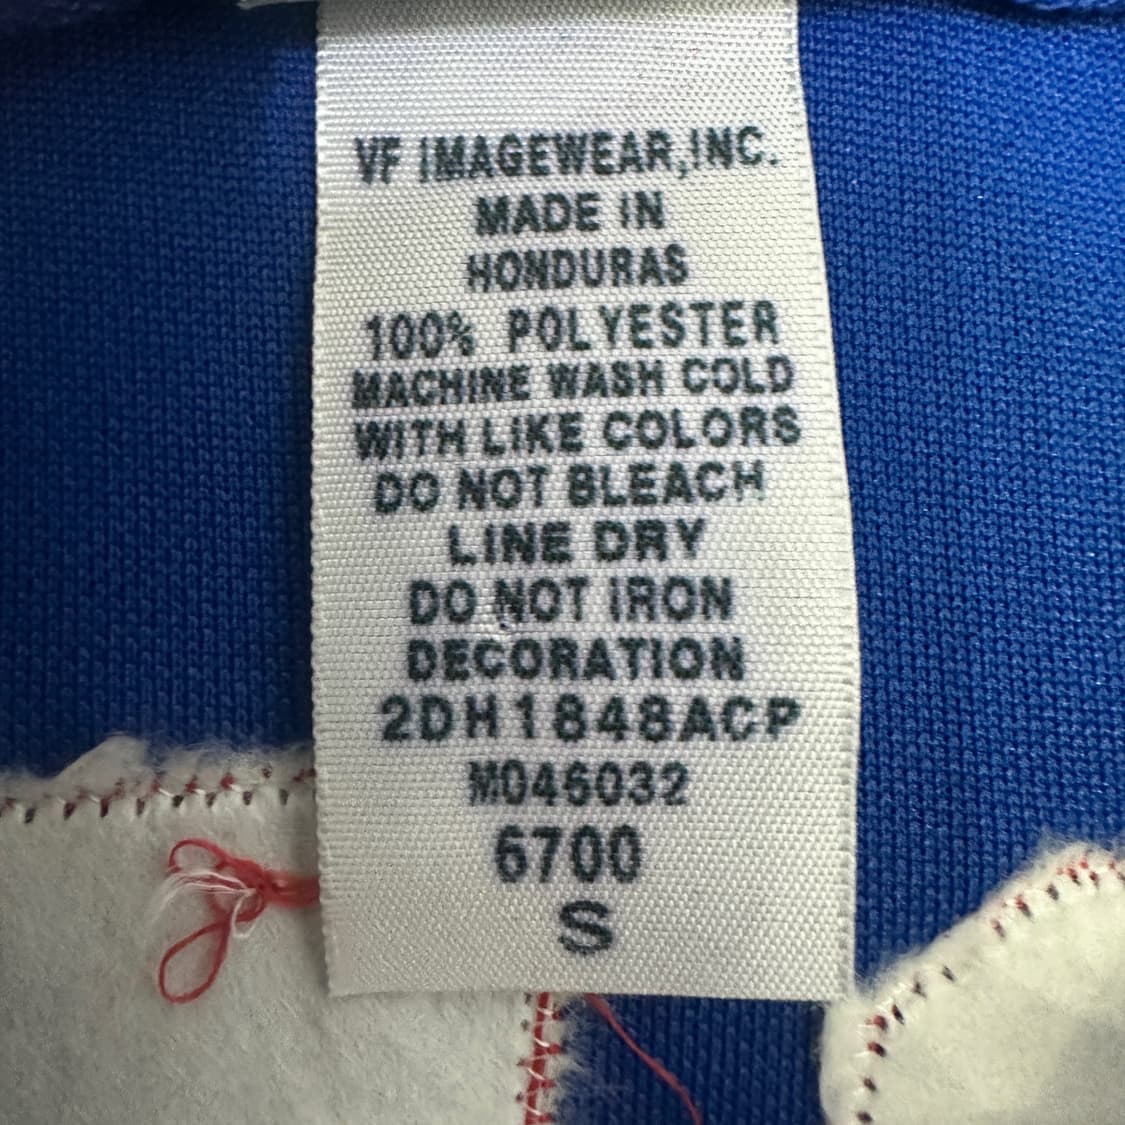 VF IMAGEWEAR,INC.
MADE IN
HONDURAS
100% POLYESTER
MACHINE WASH COLD
WITH LIKE COLORS
DO NOT BLEACH
LINE DRY
DO NOT IRON
DECORATION
2DH1848ACP
M046032
6700
S